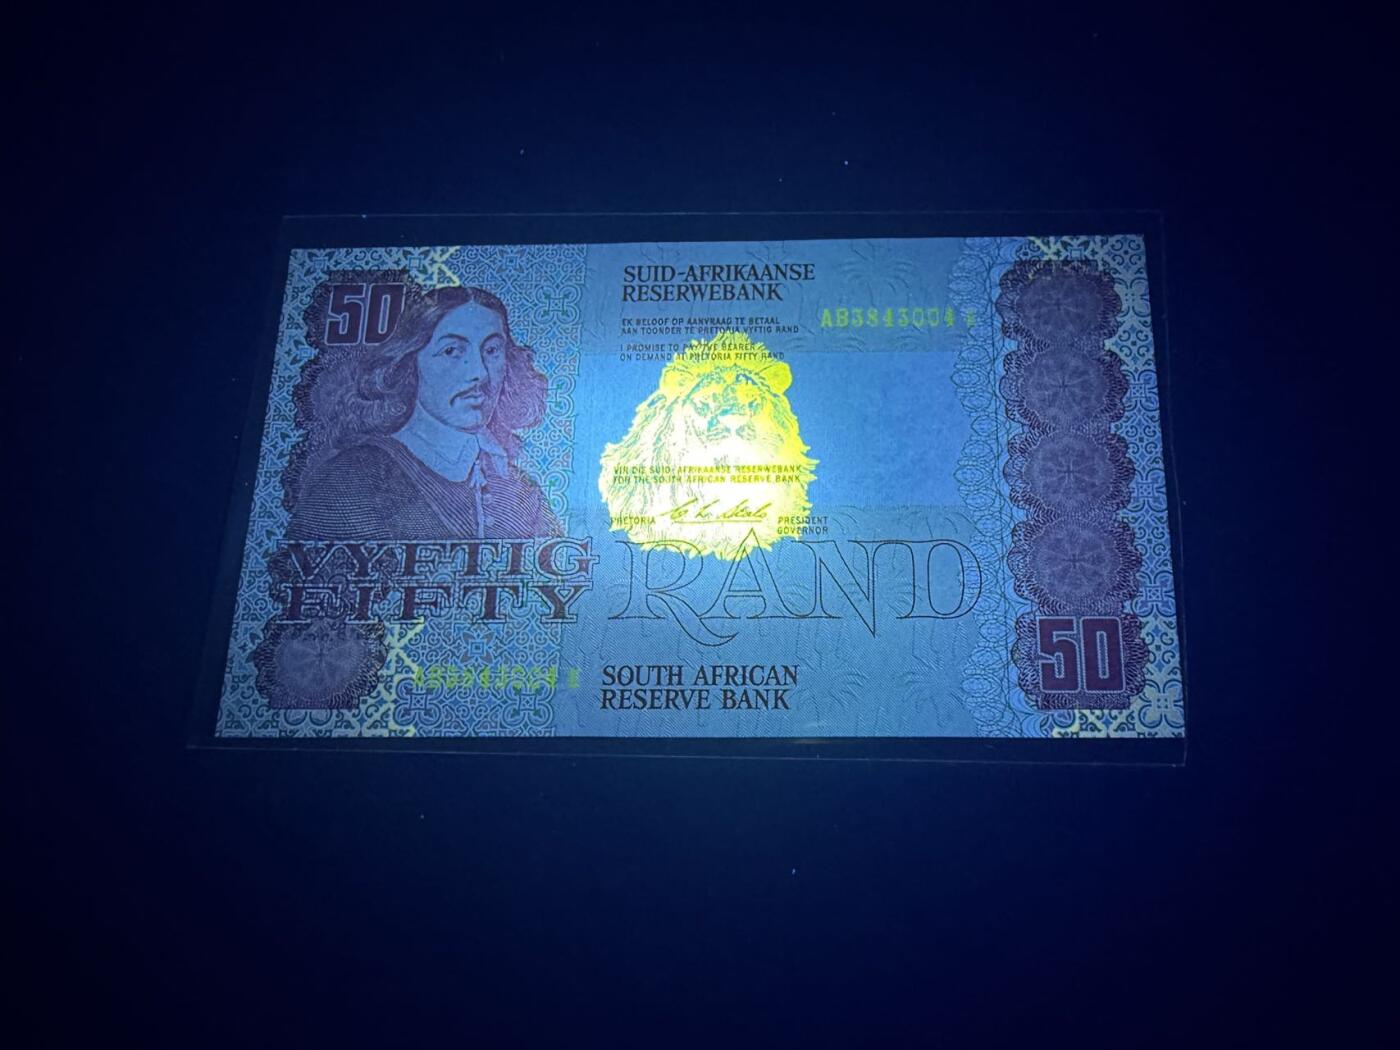 50
SUID-AFRIKAANSE
RESERWEBANK
EK BELOOF OP AANVRAAG TE BETAAL
AAN TOONDER TE PRETORIA VYFTIG RAND
AB3843004 E
I PROMISE TO PAY THE BEARER
ON DEMAND AT PRETORIA FIFTY RAND
VIR DIE SUID-AFRIKAANSE RESERWEBANK
FOR THE SOUTH AFRICAN RESERVE BANK
PRETORIA
PRESIDENT
GOVERNOR
VYFTIG
FIFTY
RAND
50
AB3843004 E
SOUTH AFRICAN
RESERVE BANK